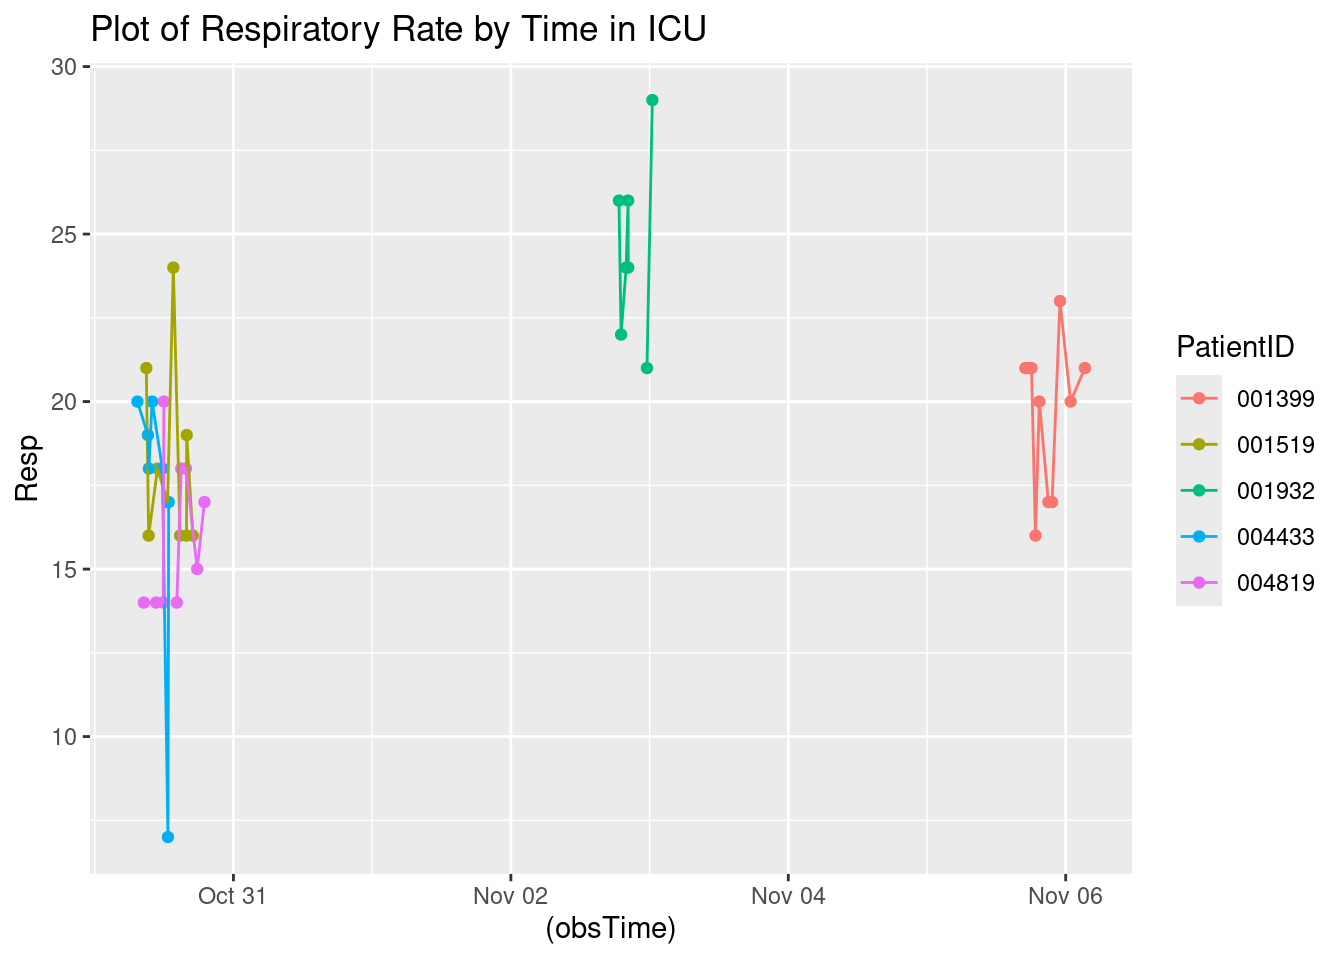 Plot of Respiratory Rate by Time in ICU
30
25
20
15
10
Resp
Oct 31
Nov 02
Nov 04
Nov 06
(obsTime)
PatientID
001399
001519
001932
004433
004819